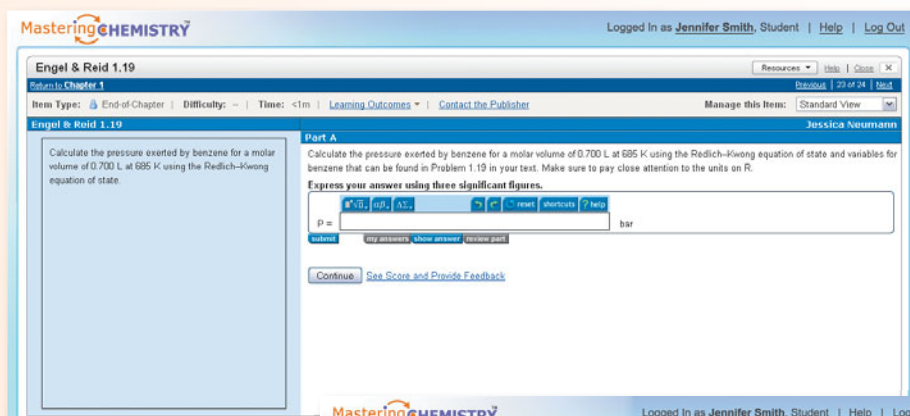 MasteringCHEMISTRY™
Logged In as Jennifer Smith, Student | Help | Log Out
Engel & Reid 1.19
Resources Help | Close X
Return to Chapter 1
Previous | 23 of 24 | Next
Item Type: End-of-Chapter | Difficulty: – | Time: <1m | Learning Outcomes | Contact the Publisher
Manage this Item: Standard View
Engel & Reid 1.19
Jessica Neumann
Calculate the pressure exerted by benzene for a molar
volume of 0.700 L at 685 K using the Redlich–Kwong
equation of state.
Part A
Calculate the pressure exerted by benzene for a molar volume of 0.700 L at 685 K using the Redlich–Kwong equation of state and variables for
benzene that can be found in Problem 1.19 in your text. Make sure to pay close attention to the units on R.
Express your answer using three significant figures.
αβ ΛΣ reset shortcuts ? help
P = bar
submit my answers show answer review part
Continue See Score and Provide Feedback
MasteringCHEMISTRY™
Logged In as Jennifer Smith, Student | Help | Log